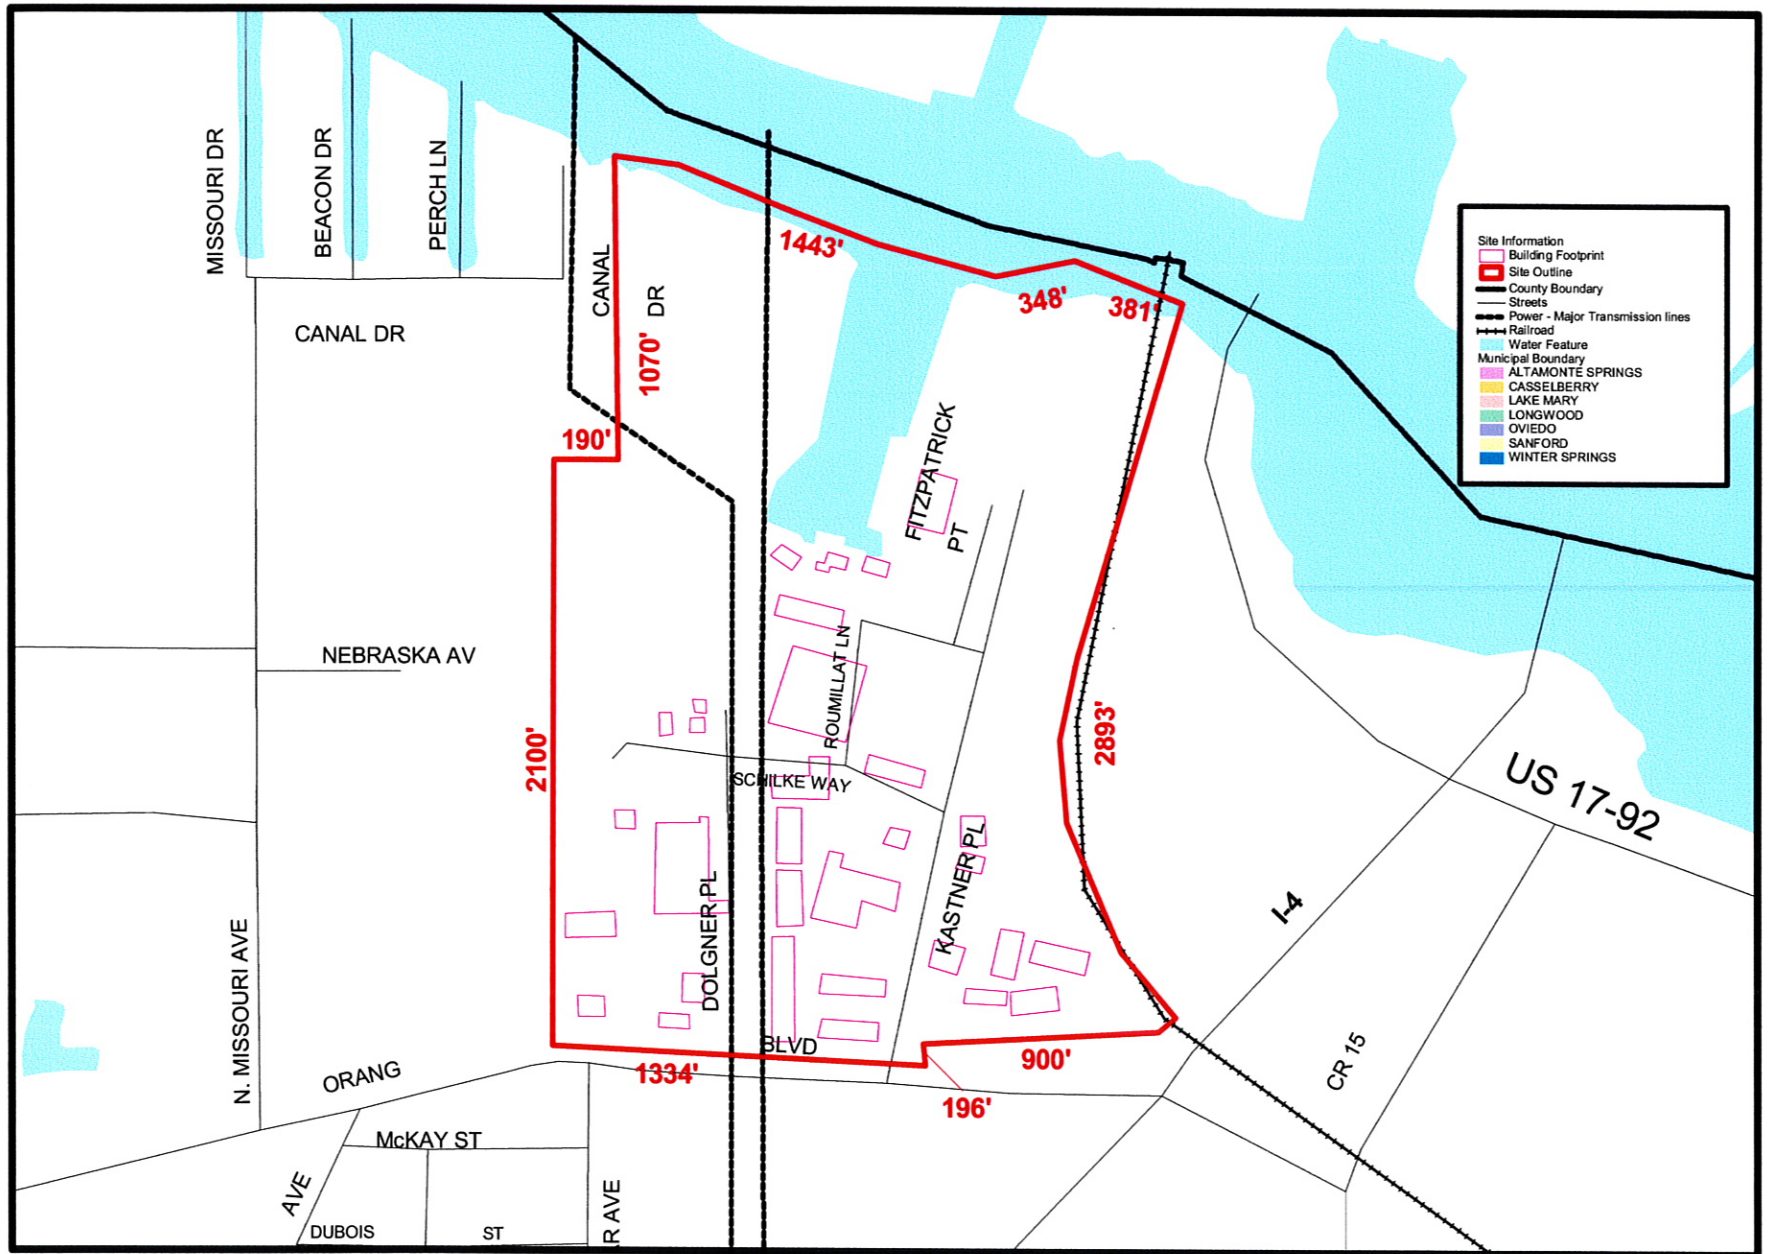 MISSOURI DR
BEACON DR
PERCH LN
CANAL
DR
CANAL DR
1443'
348'
381'
1070'
190'
FITZPATRICK
PT
Site Information
Building Footprint
Site Outline
County Boundary
Streets
Power - Major Transmission lines
Railroad
Water Feature
Municipal Boundary
ALTAMONTE SPRINGS
CASSELBERRY
LAKE MARY
LONGWOOD
OVIEDO
SANFORD
WINTER SPRINGS
NEBRASKA AV
ROUMILLAT LN
2100'
2893'
SCHILKE WAY
US 17-92
KASTNER PL
DOLGNER PL
I-4
N. MISSOURI AVE
BLVD
ORANG
1334'
900'
196'
CR 15
McKAY ST
AVE
DUBOIS
ST
R AVE